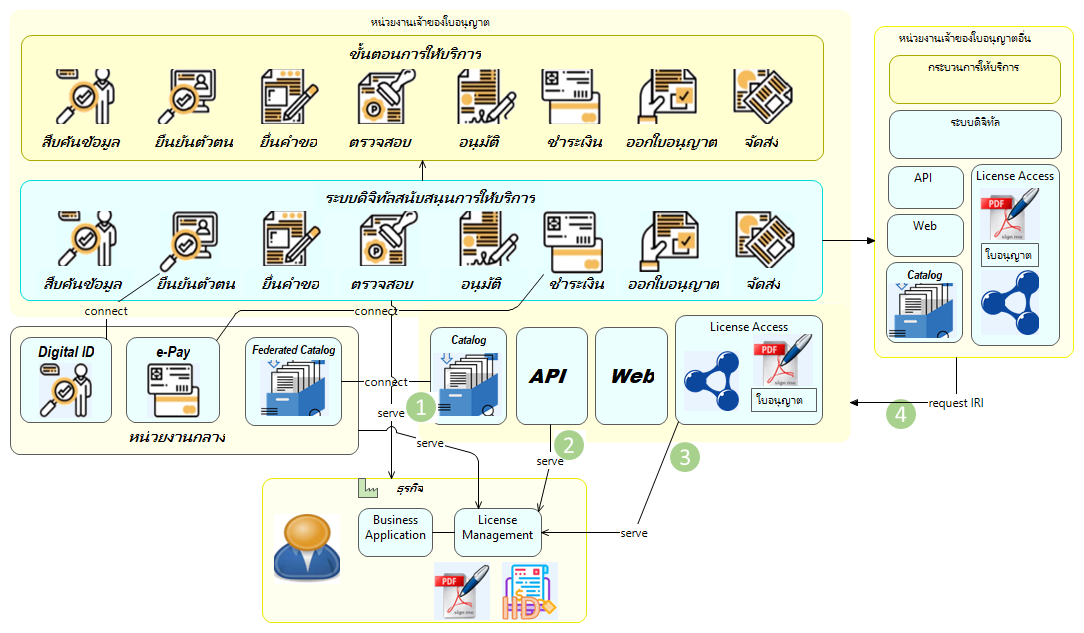 หน่วยงานเจ้าของใบอนุญาต
ขั้นตอนการให้บริการ
สืบค้นข้อมูล ยืนยันตัวตน ยื่นคำขอ ตรวจสอบ อนุมัติ ชำระเงิน ออกใบอนุญาต จัดส่ง
ระบบดิจิทัลสนับสนุนการให้บริการ
สืบค้นข้อมูล ยืนยันตัวตน ยื่นคำขอ ตรวจสอบ อนุมัติ ชำระเงิน ออกใบอนุญาต จัดส่ง
หน่วยงานเจ้าของใบอนุญาตอื่น
กระบวนการให้บริการ
ระบบดิจิทัล
API
License Access
PDF
sign me
ใบอนุญาต
Web
Catalog
connect
connect
Digital ID
e-Pay
Federated Catalog
หน่วยงานกลาง
connect
Catalog
API
Web
License Access
PDF
sign me
ใบอนุญาต
serve
1
serve
2
serve
3
4
request IRI
serve
ธุรกิจ
Business
Application
License
Management
PDF
sign me
HD